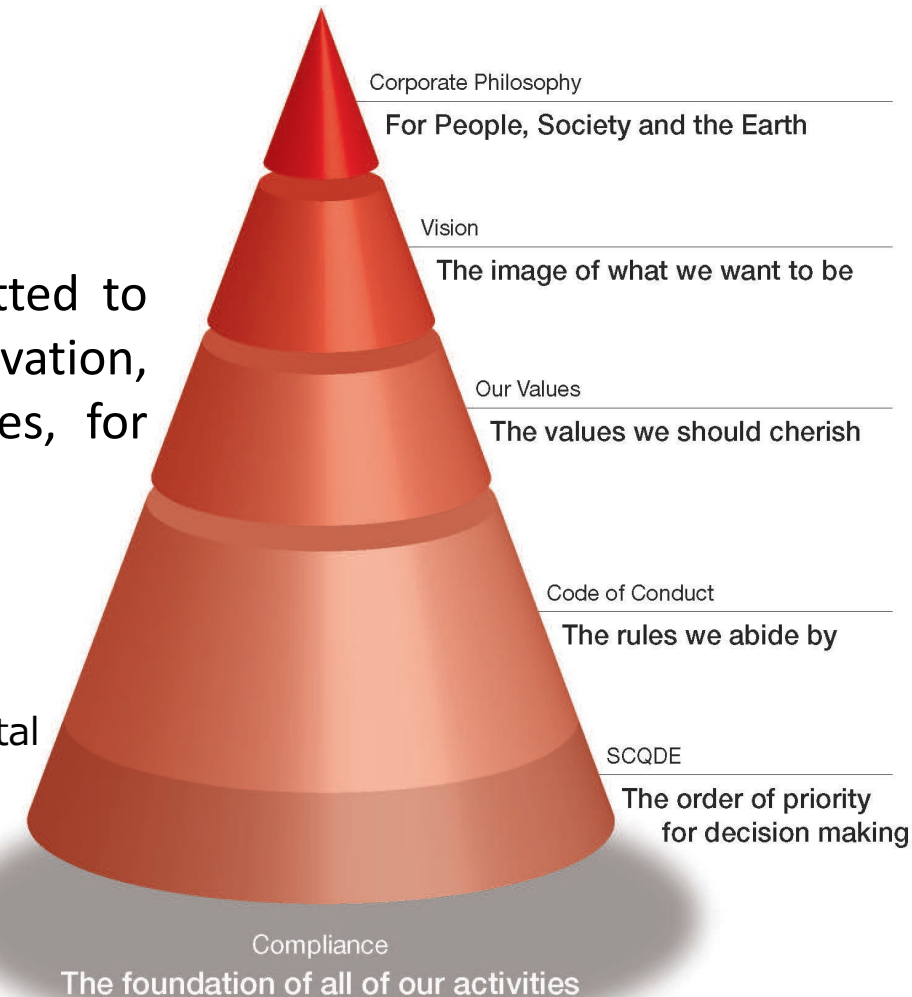 Corporate Philosophy
For People, Society and the Earth
Vision
The image of what we want to be
to
for
Our Values
The values we should cherish
Code of Conduct
The rules we abide by
SCQDE
The order of priority
for decision making
Compliance
The foundation of all of our activities